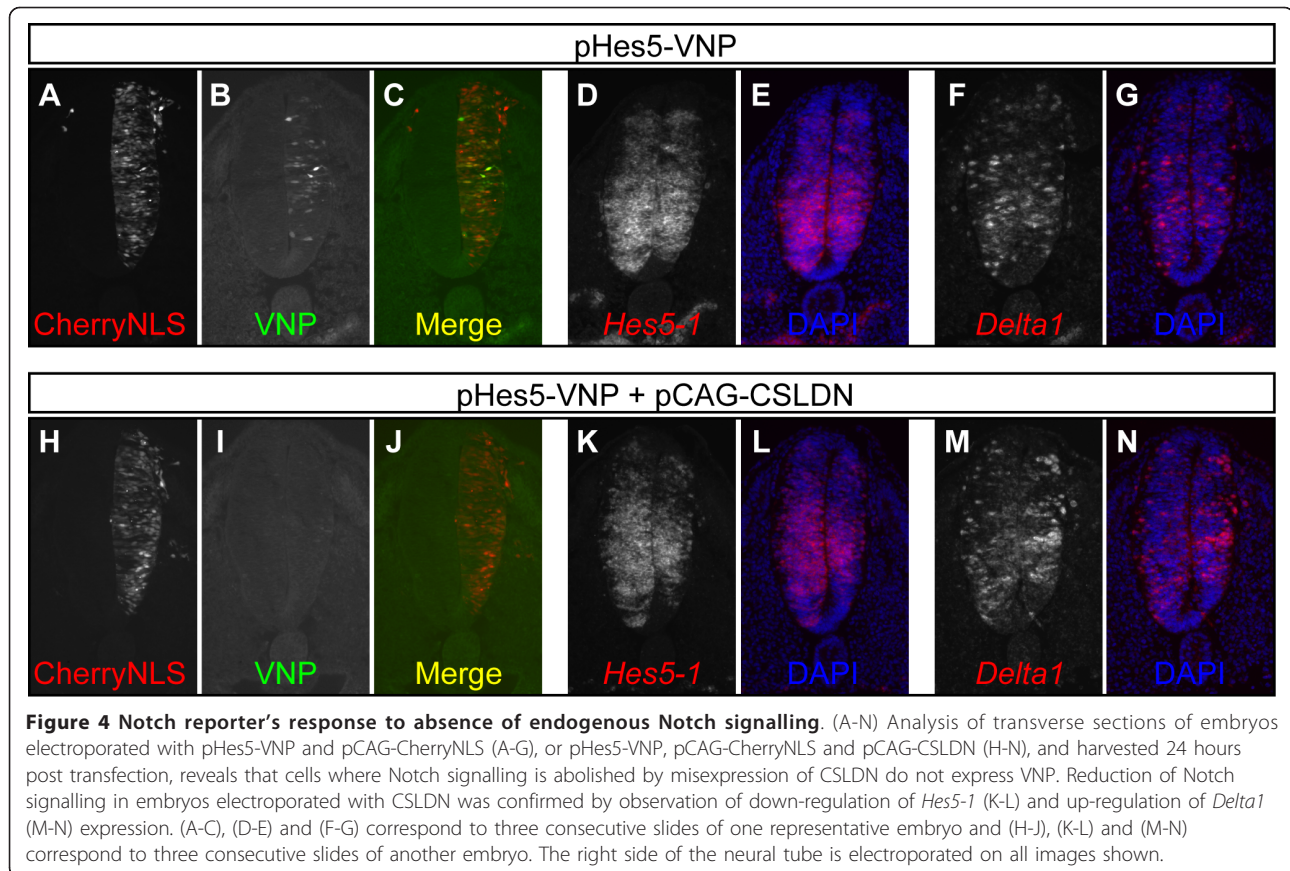 pHes5-VNP
A B C D E F G
CherryNLS VNP Merge Hes5-1 DAPI Delta1 DAPI
pHes5-VNP + pCAG-CSLDN
H I J K L M N
CherryNLS VNP Merge Hes5-1 DAPI Delta1 DAPI
Figure 4 Notch reporter's response to absence of endogenous Notch signalling. (A-N) Analysis of transverse sections of embryos
electroporated with pHes5-VNP and pCAG-CherryNLS (A-G), or pHes5-VNP, pCAG-CherryNLS and pCAG-CSLDN (H-N), and harvested 24 hours
post transfection, reveals that cells where Notch signalling is abolished by misexpression of CSLDN do not express VNP. Reduction of Notch
signalling in embryos electroporated with CSLDN was confirmed by observation of down-regulation of Hes5-1 (K-L) and up-regulation of Delta1
(M-N) expression. (A-C), (D-E) and (F-G) correspond to three consecutive slides of one representative embryo and (H-J), (K-L) and (M-N)
correspond to three consecutive slides of another embryo. The right side of the neural tube is electroporated on all images shown.